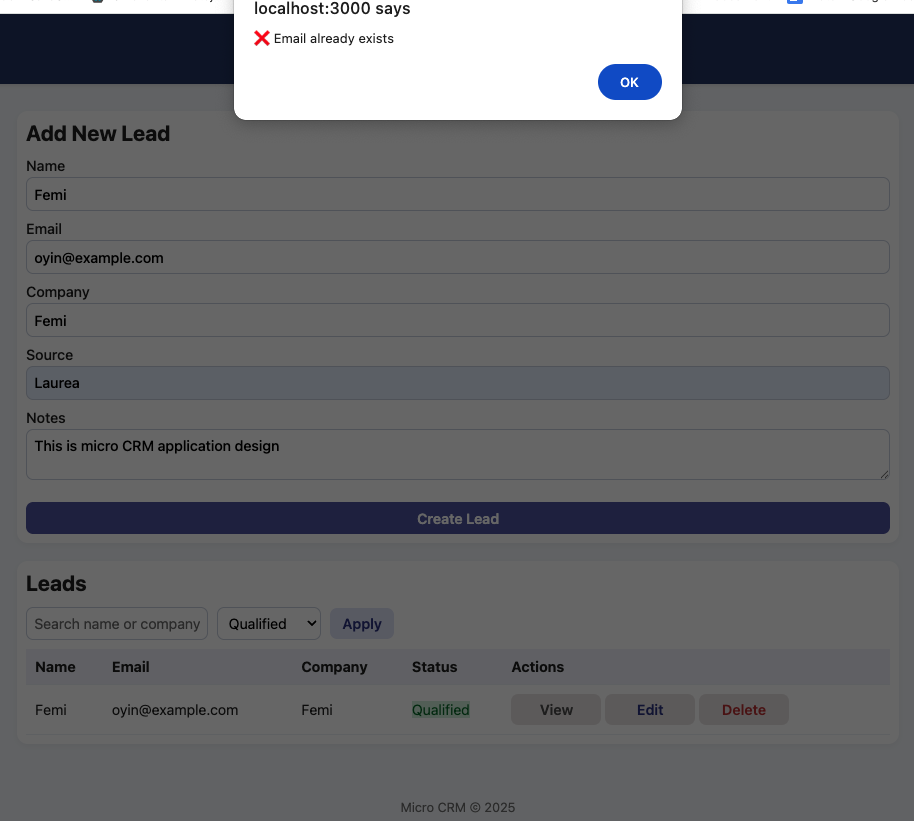 localhost:3000 says
❌ Email already exists
OK
Add New Lead
Name
Femi
Email
oyin@example.com
Company
Femi
Source
Laurea
Notes
This is micro CRM application design
Create Lead
Leads
Search name or company Qualified Apply
Name Email Company Status Actions
Femi oyin@example.com Femi Qualified View Edit Delete
Micro CRM © 2025